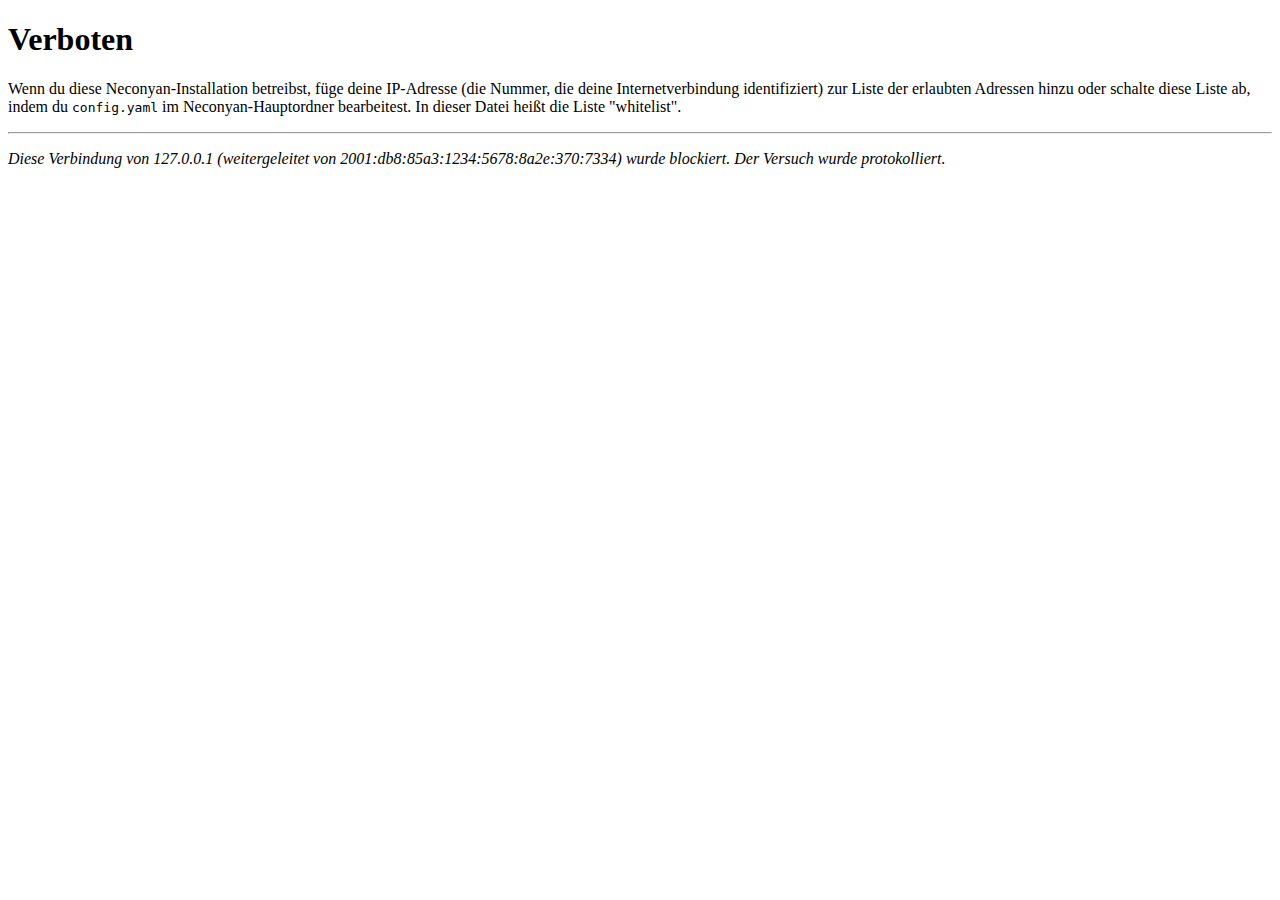 Verboten
Wenn du diese Neconyan-Installation betreibst, füge deine IP-Adresse (die Nummer, die deine Internetverbindung identifiziert) zur Liste der erlaubten Adressen hinzu oder schalte diese Liste ab,
indem du config.yaml im Neconyan-Hauptordner bearbeitest. In dieser Datei heißt die Liste "whitelist".
Diese Verbindung von 127.0.0.1 (weitergeleitet von 2001:db8:85a3:1234:5678:8a2e:370:7334) wurde blockiert. Der Versuch wurde protokolliert.